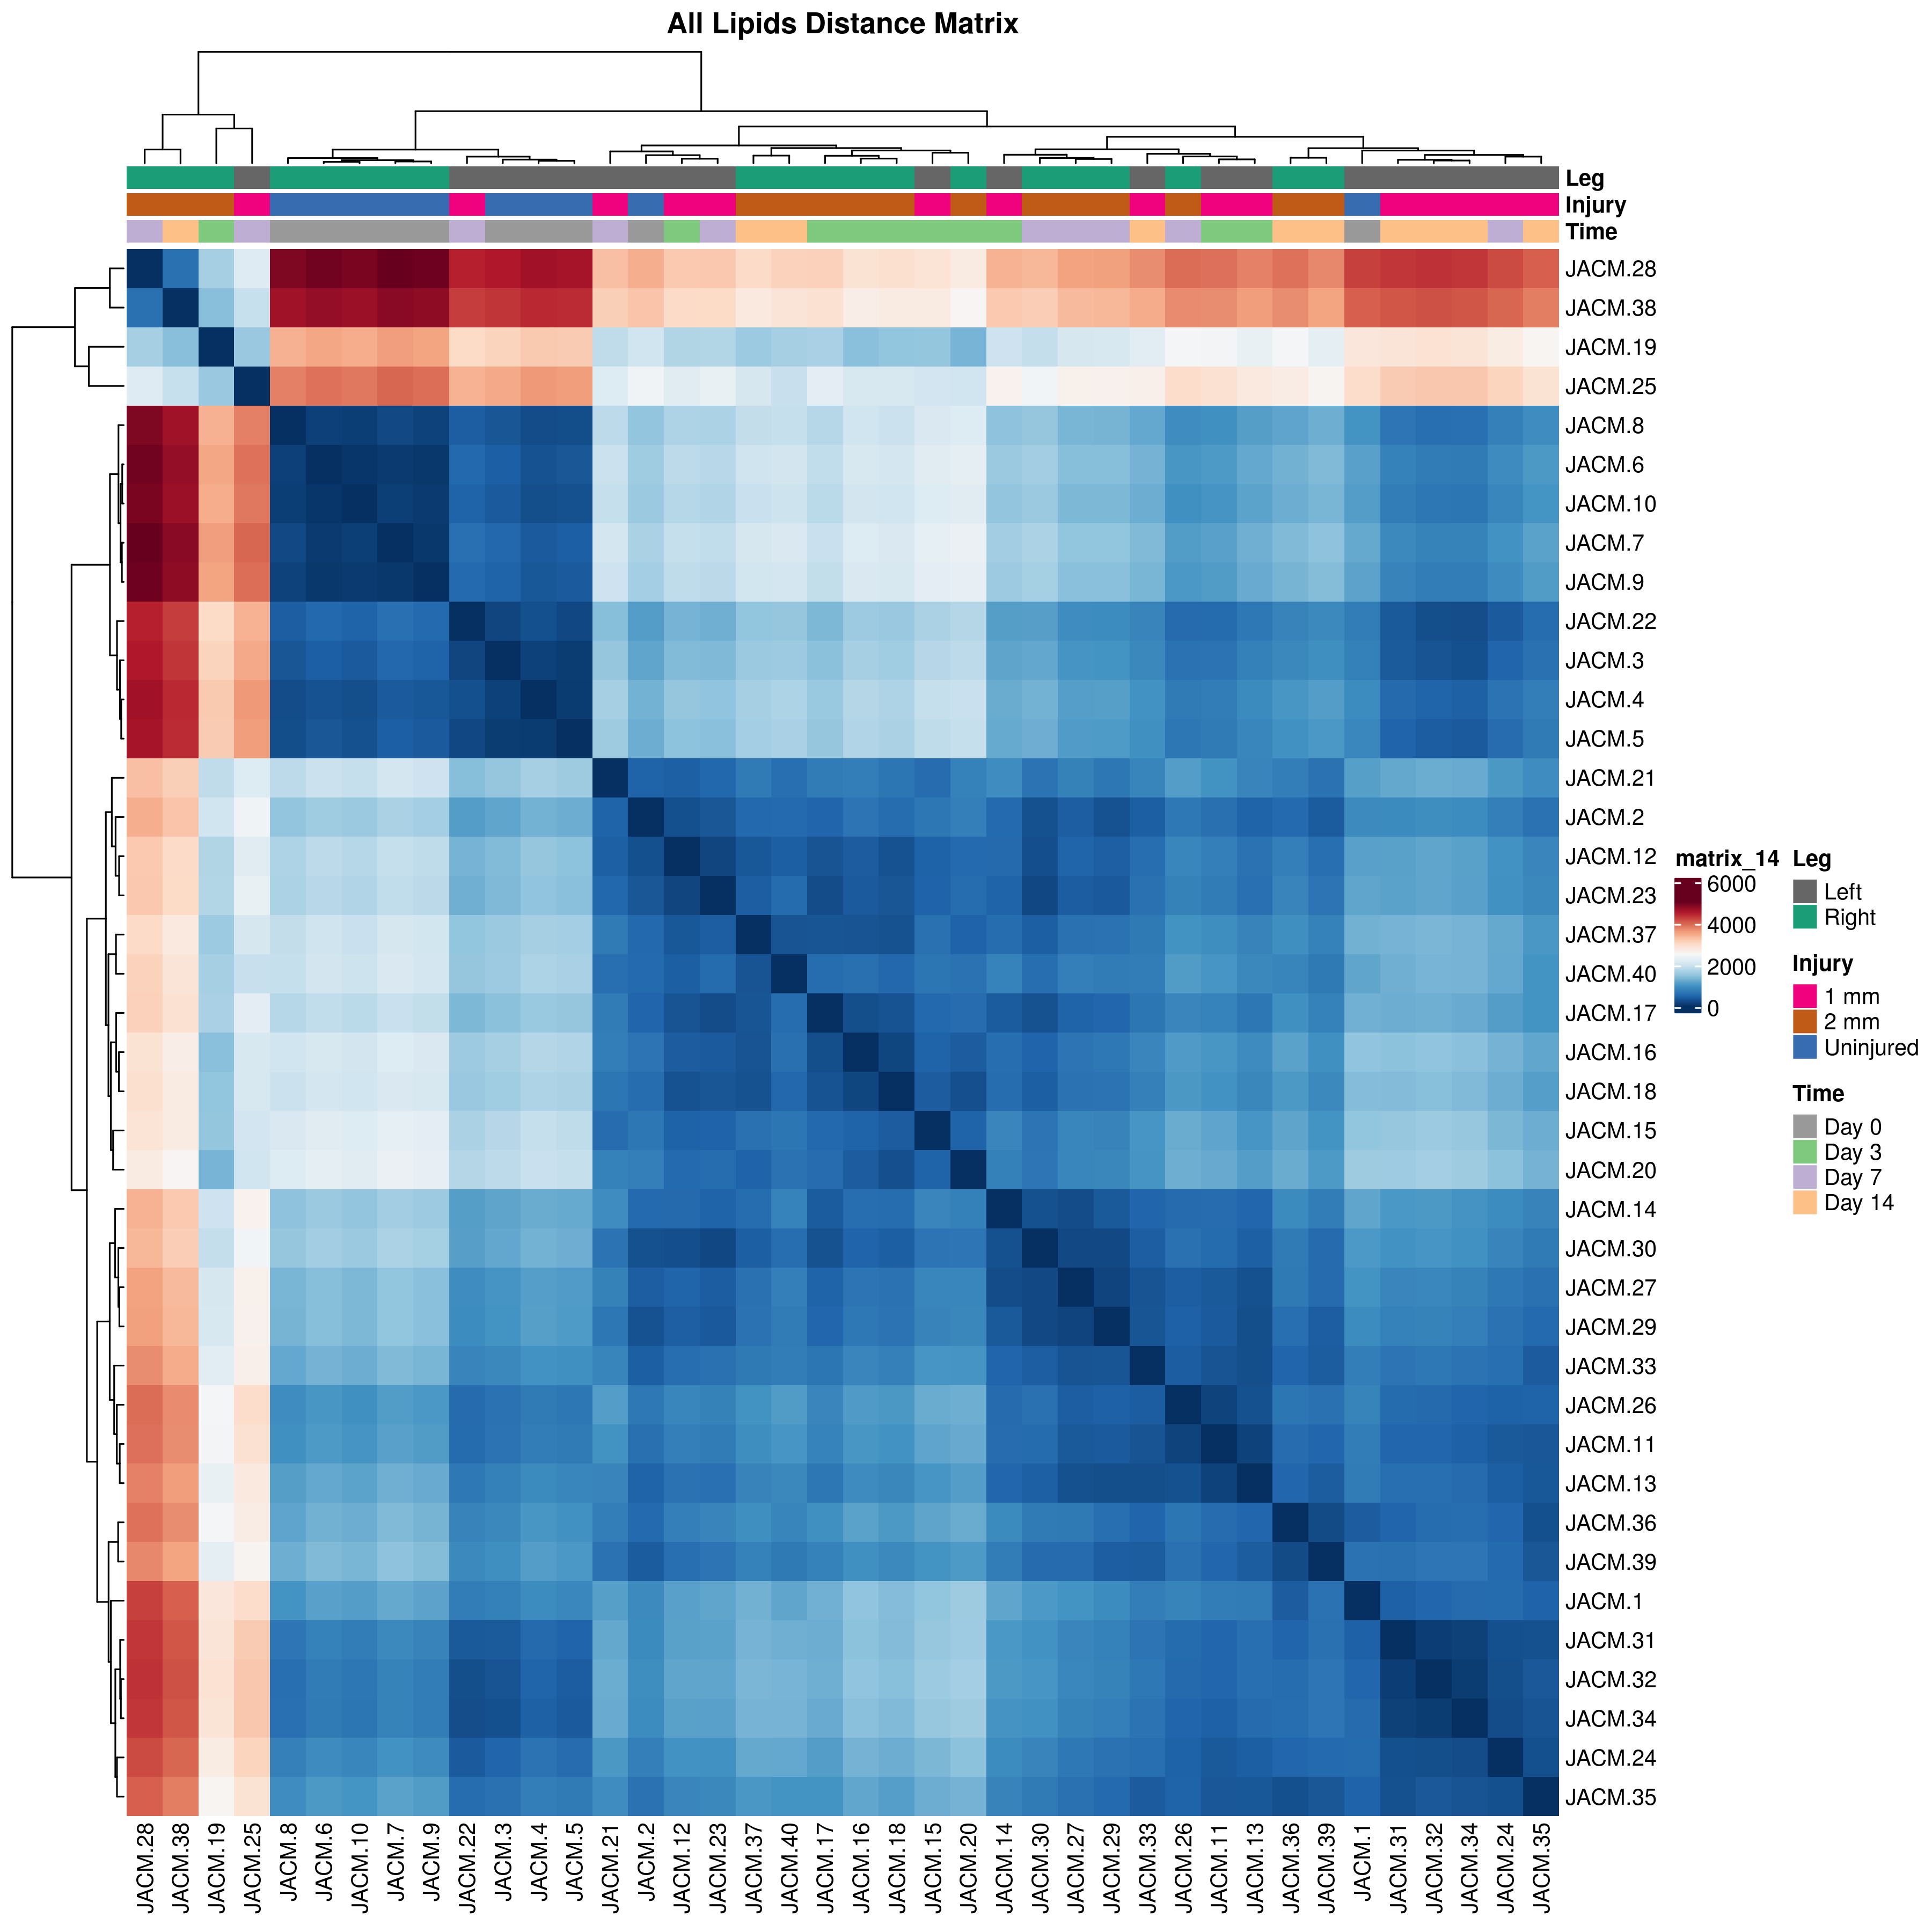 All Lipids Distance Matrix
Leg
Injury
Time
JACM.28
JACM.38
JACM.19
JACM.25
JACM.8
JACM.6
JACM.10
JACM.7
JACM.9
JACM.22
JACM.3
JACM.4
JACM.5
JACM.21
JACM.2
JACM.12
JACM.23
JACM.37
JACM.40
JACM.17
JACM.16
JACM.18
JACM.15
JACM.20
JACM.14
JACM.30
JACM.27
JACM.29
JACM.33
JACM.26
JACM.11
JACM.13
JACM.36
JACM.39
JACM.1
JACM.31
JACM.32
JACM.34
JACM.24
JACM.35
JACM.28
JACM.38
JACM.19
JACM.25
JACM.8
JACM.6
JACM.10
JACM.7
JACM.9
JACM.22
JACM.3
JACM.4
JACM.5
JACM.21
JACM.2
JACM.12
JACM.23
JACM.37
JACM.40
JACM.17
JACM.16
JACM.18
JACM.15
JACM.20
JACM.14
JACM.30
JACM.27
JACM.29
JACM.33
JACM.26
JACM.11
JACM.13
JACM.36
JACM.39
JACM.1
JACM.31
JACM.32
JACM.34
JACM.24
JACM.35
matrix_14
6000
4000
2000
0
Leg
Left
Right
Injury
1 mm
2 mm
Uninjured
Time
Day 0
Day 3
Day 7
Day 14